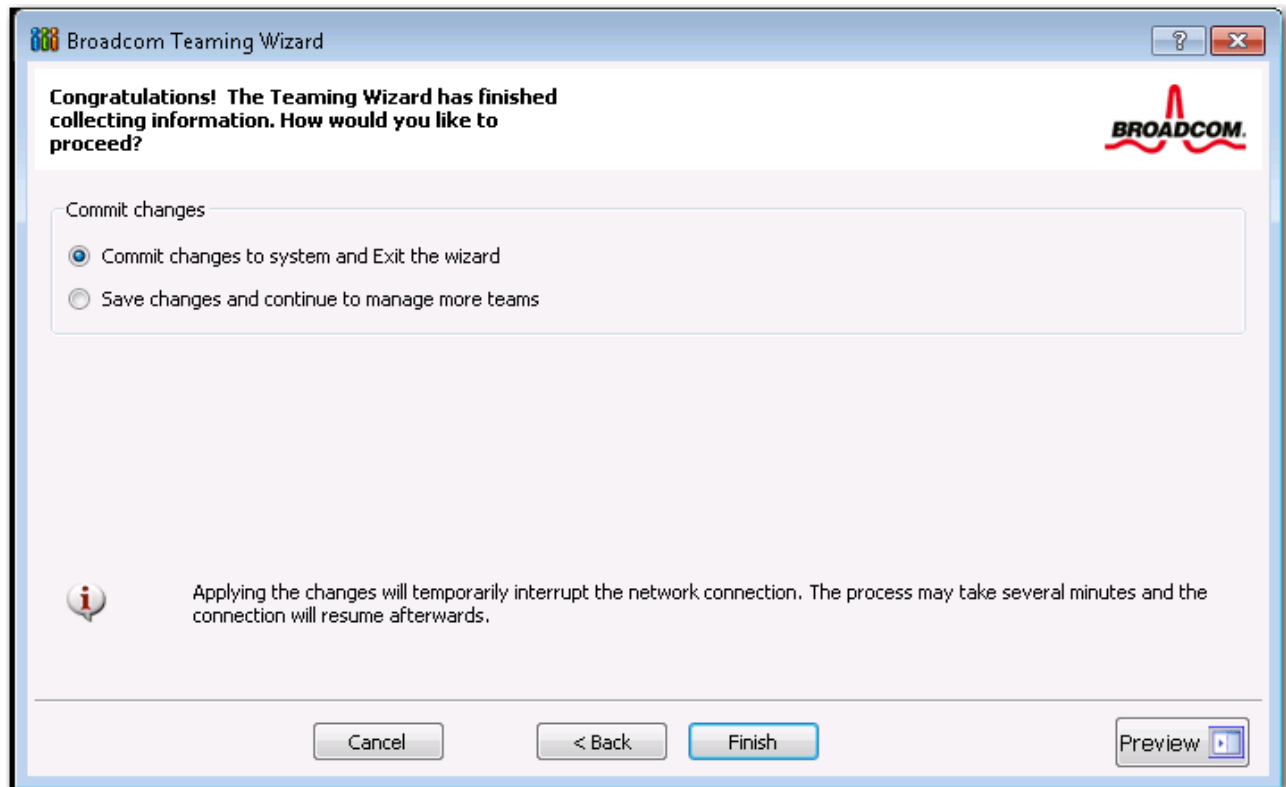 Broadcom Teaming Wizard
Congratulations! The Teaming Wizard has finished
collecting information. How would you like to
proceed?
BROADCOM.
Commit changes
Commit changes to system and Exit the wizard
Save changes and continue to manage more teams
Applying the changes will temporarily interrupt the network connection. The process may take several minutes and the
connection will resume afterwards.
Cancel
< Back
Finish
Preview